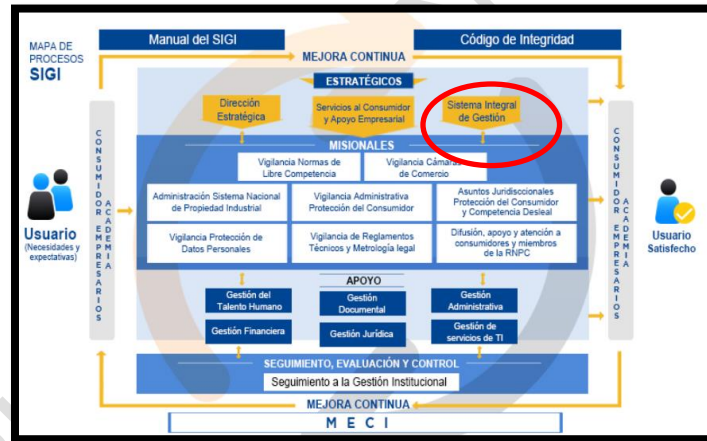 MAPA DE
PROCESOS
SIGI
Manual del SIGI
Código de Integridad
MEJORA CONTINUA
ESTRATÉGICOS
Dirección
Estratégica
Servicios al Consumidor
y Apoyo Empresarial
Sistema Integral
de Gestión
MISIONALES
Vigilancia Normas de
Libre Competencia
Vigilancia Cámaras
de Comercio
Administración Sistema Nacional
de Propiedad Industrial
Vigilancia Administrativa
Protección del Consumidor
Asuntos Jurisdiccionales
Protección del Consumidor
y Competencia Desleal
Vigilancia Protección de
Datos Personales
Vigilancia de Reglamentos
Técnicos y Metrología legal
Difusión, apoyo y atención a
consumidores y miembros
de la RNPC
APOYO
Gestión del
Talento Humano
Gestión
Documental
Gestión
Administrativa
Gestión Financiera
Gestión Jurídica
Gestión de
servicios de TI
SEGUIMIENTO, EVALUACIÓN Y CONTROL
Seguimiento a la Gestión Institucional
MEJORA CONTINUA
MECI
Usuario
(Necesidades y
expectativas)
CONSUMIDOR EMPRESARIOS
ACADEMIA
CONSUMIDOR EMPRESARIOS
ACADEMIA
Usuario
Satisfecho